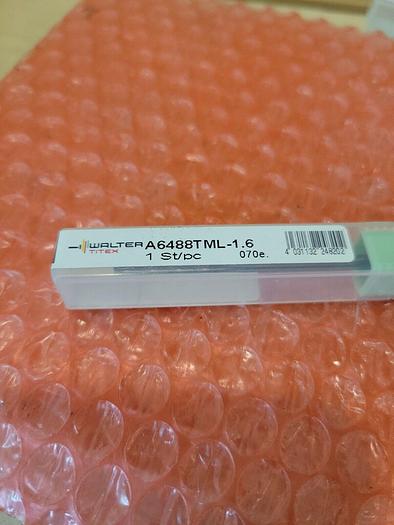 WALTER A6488TML-1.6
TITEX 1 St/pc 070e. 4 031132 248202